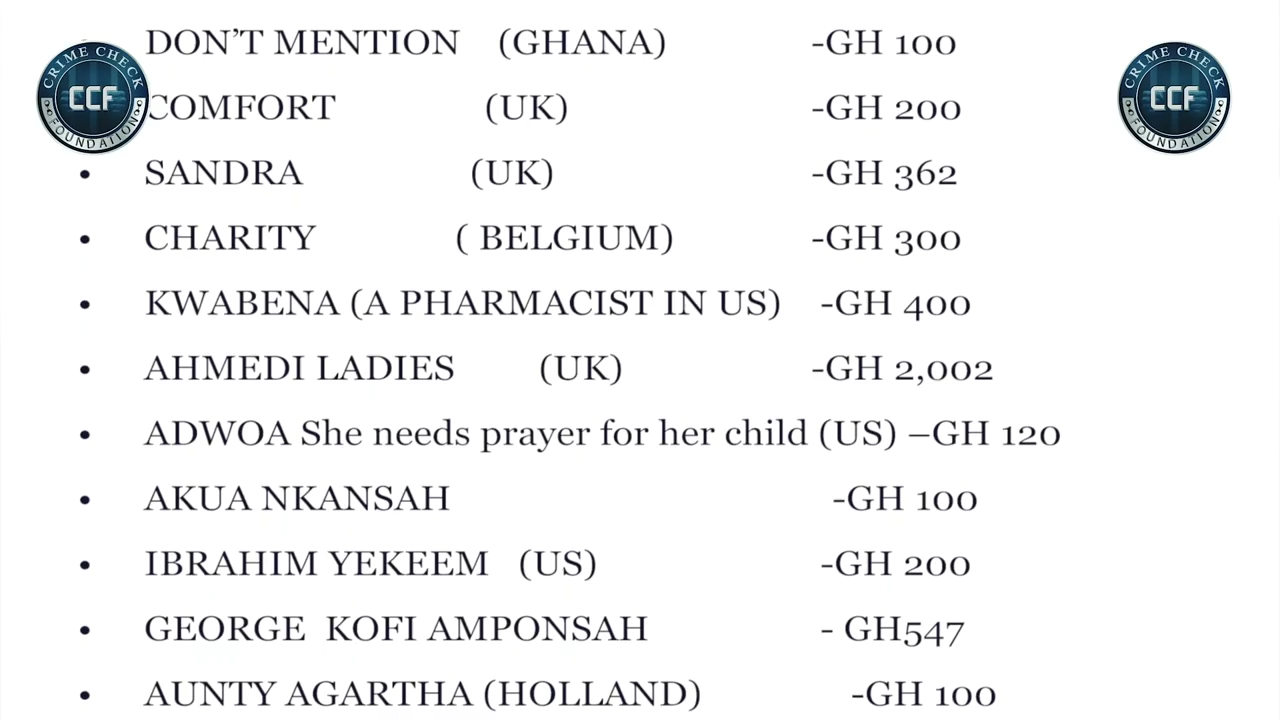 DON'T MENTION (GHANA) -GH 100
CRIME CHECK
CCF
FOUNDATION
CRIME CHECK
CCF
FOUNDATION
COMFORT (UK) -GH 200
• SANDRA (UK) -GH 362
• CHARITY ( BELGIUM) -GH 300
• KWABENA (A PHARMACIST IN US) -GH 400
• AHMEDI LADIES (UK) -GH 2,002
• ADWOA She needs prayer for her child (US) –GH 120
• AKUA NKANSAH -GH 100
• IBRAHIM YEKEEM (US) -GH 200
• GEORGE KOFI AMPONSAH - GH547
• AUNTY AGARTHA (HOLLAND) -GH 100